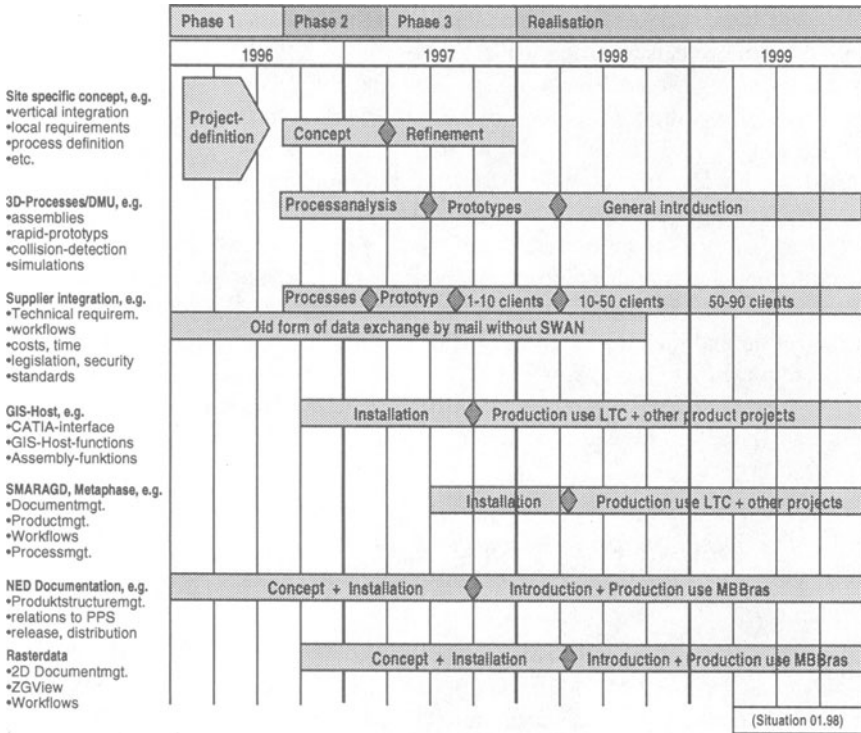 Phase 1 Phase 2 Phase 3 Realisation
1996 1997 1998 1999
Site specific concept, e.g.
•vertical integration
•local requirements
•process definition
•etc.
Project-
definition
Concept Refinement
3D-Processes/DMU, e.g.
•assemblies
•rapid-prototyps
•collision-detection
•simulations
Processanalysis Prototypes General introduction
Supplier integration, e.g.
•Technical requirem.
•workflows
•costs, time
•legislation, security
•standards
Processes Prototyp 1-10 clients 10-50 clients 50-90 clients
Old form of data exchange by mail without SWAN
GIS-Host, e.g.
•CATIA-interface
•GIS-Host-functions
•Assembly-funktions
Installation Production use LTC + other product projects
SMARAGD, Metaphase, e.g.
•Documentmgt.
•Productmgt.
•Workflows
•Processmgt.
Installation Production use LTC + other projects
NED Documentation, e.g.
•Produktstructuremgt.
•relations to PPS
•release, distribution
Concept + Installation Introduction + Production use MBBras
Rasterdata
•2D Documentmgt.
•ZGView
•Workflows
Concept + Installation Introduction + Production use MBBras
(Situation 01.98)